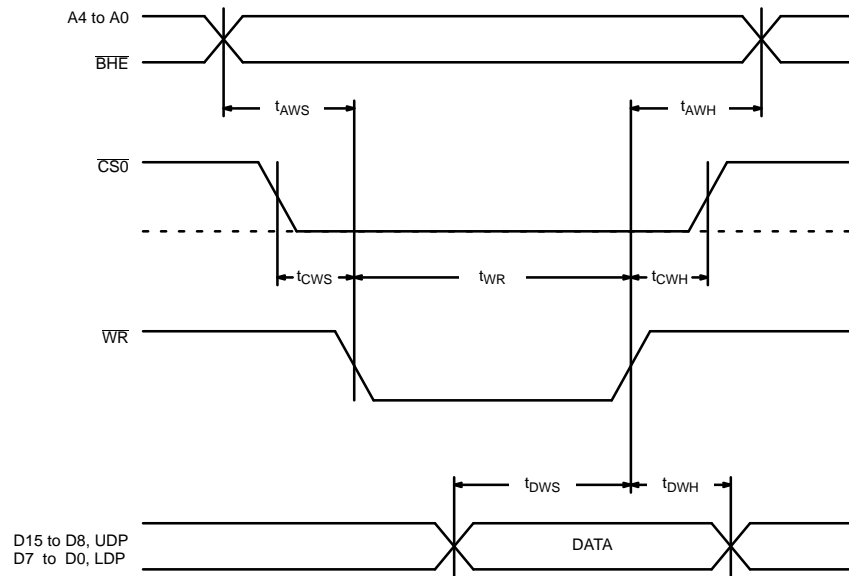 A4 to A0
BHE
tAWS
tAWH
CS0
tCWS
tWR
tCWH
WR
tDWS
tDWH
D15 to D8, UDP
D7 to D0, LDP
DATA